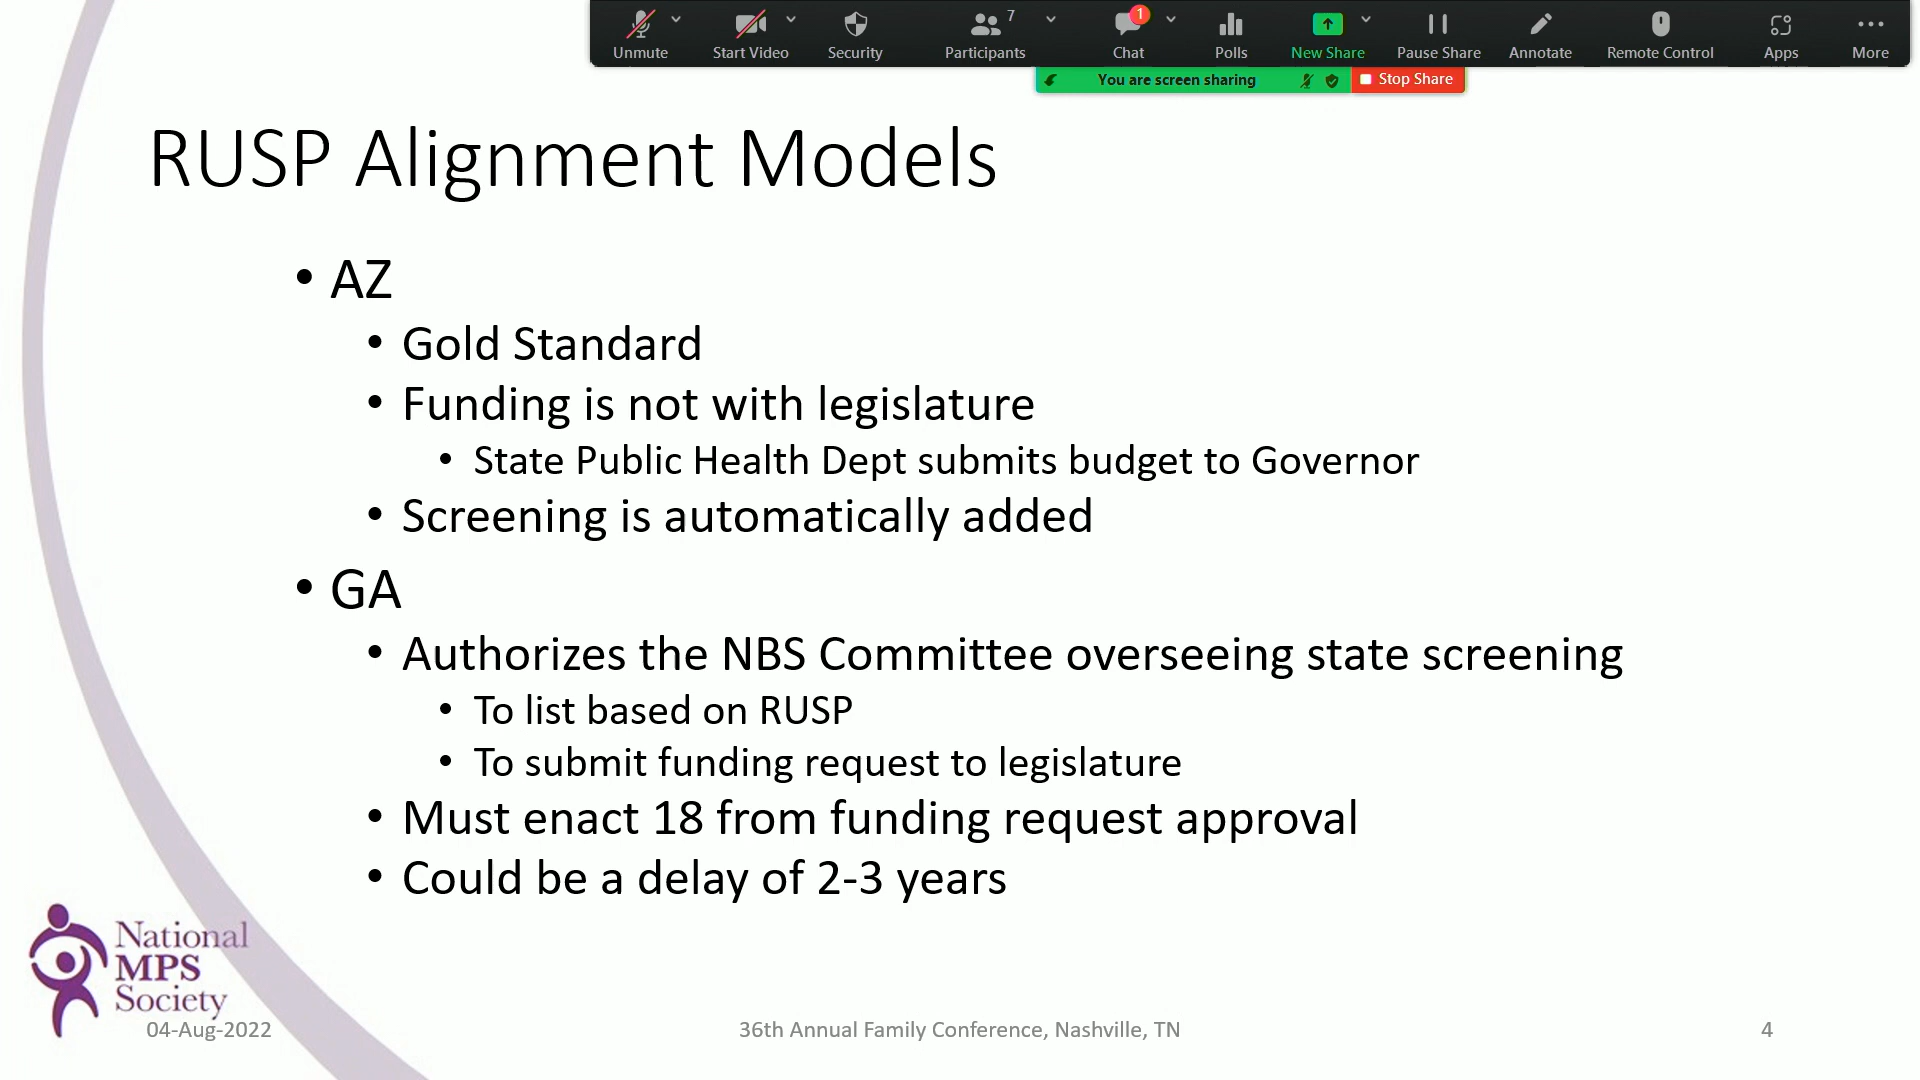 Unmute
Start Video
Security
7
Participants
1
Chat
Polls
New Share
Pause Share
Annotate
Remote Control
Apps
More
You are screen sharing
Stop Share
RUSP Alignment Models
• AZ
• Gold Standard
• Funding is not with legislature
• State Public Health Dept submits budget to Governor
• Screening is automatically added
• GA
• Authorizes the NBS Committee overseeing state screening
• To list based on RUSP
• To submit funding request to legislature
• Must enact 18 from funding request approval
• Could be a delay of 2-3 years
National
MPS
Society
04-Aug-2022
36th Annual Family Conference, Nashville, TN
4